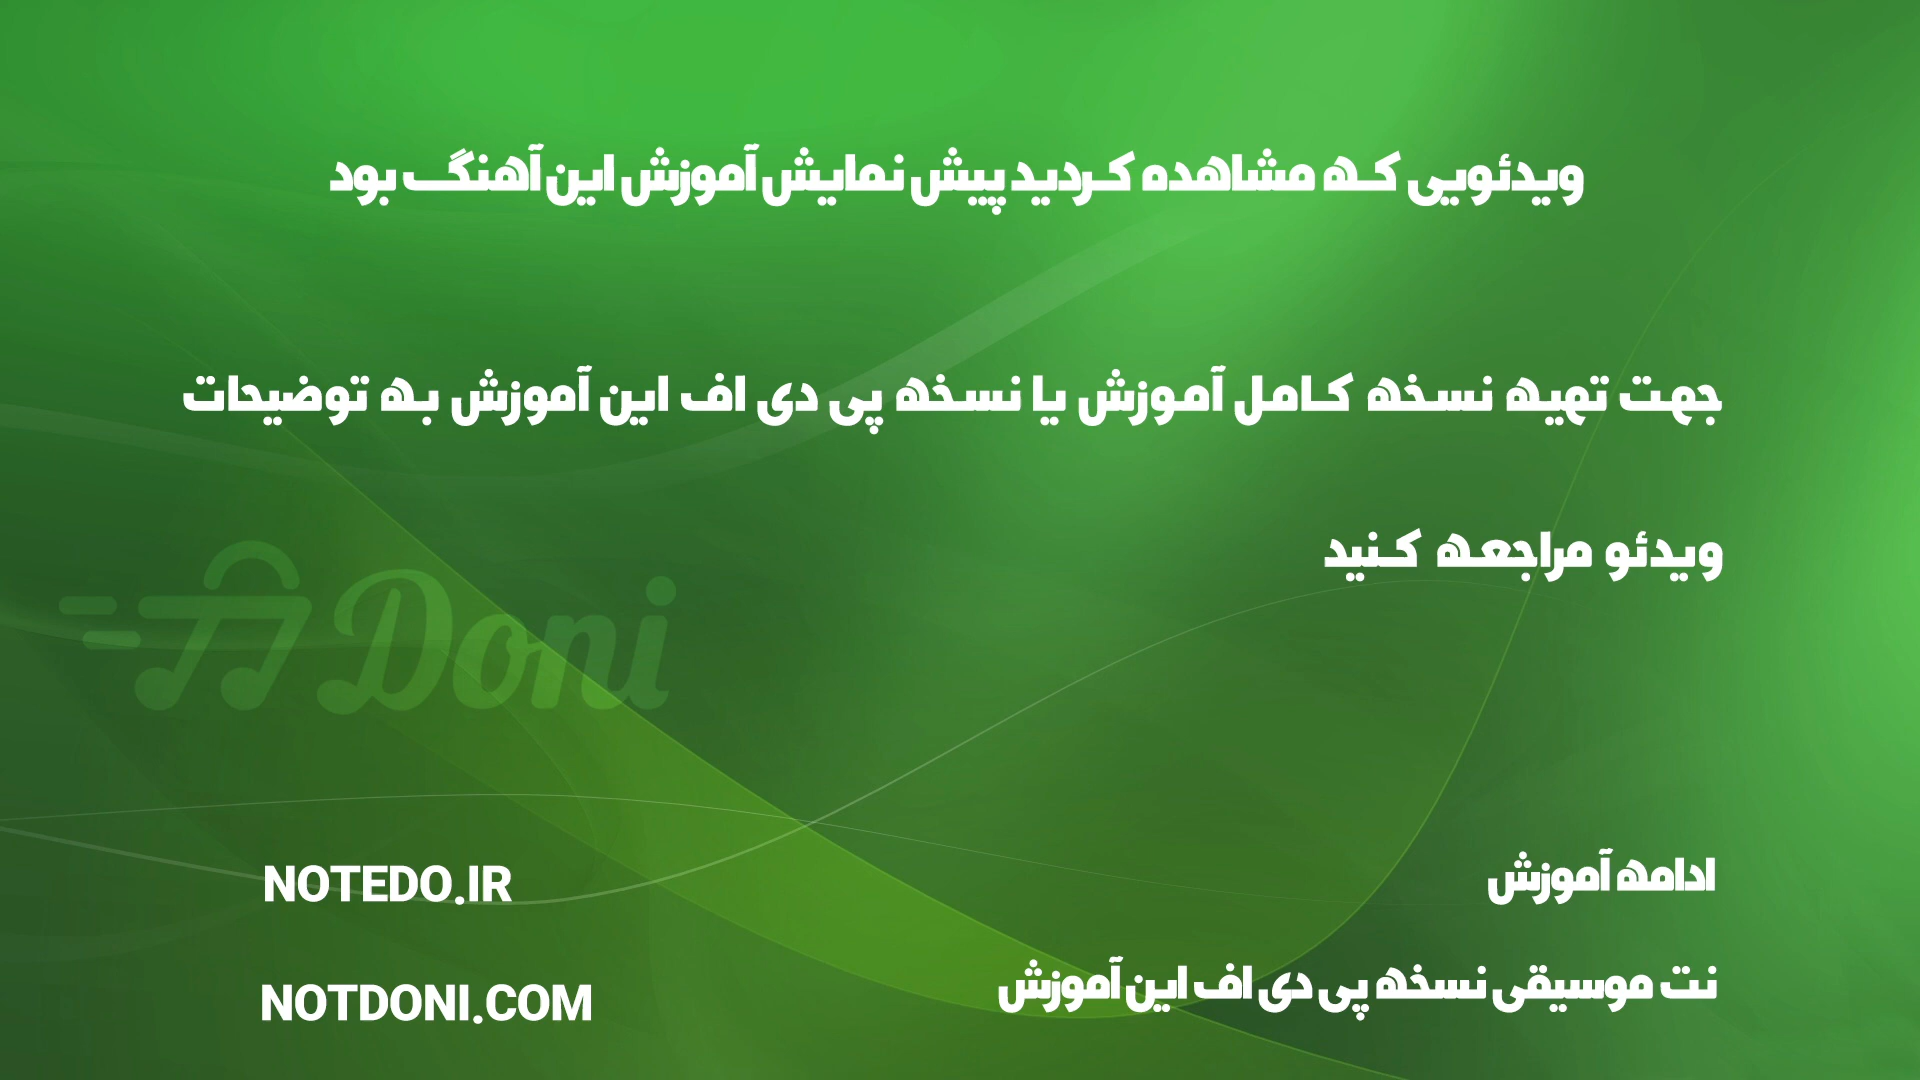 ویدئویی که مشاهده کردید پیش نمایش آموزش این آهنگ بود
جهت تهیه نسخه کامل آموزش یا نسخه پی دی اف این آموزش به توضیحات
ویدئو مراجعه کنید
Doni
ادامه آموزش
NOTEDO.IR
نت موسیقی نسخه پی دی اف این آموزش
NOTDONI.COM